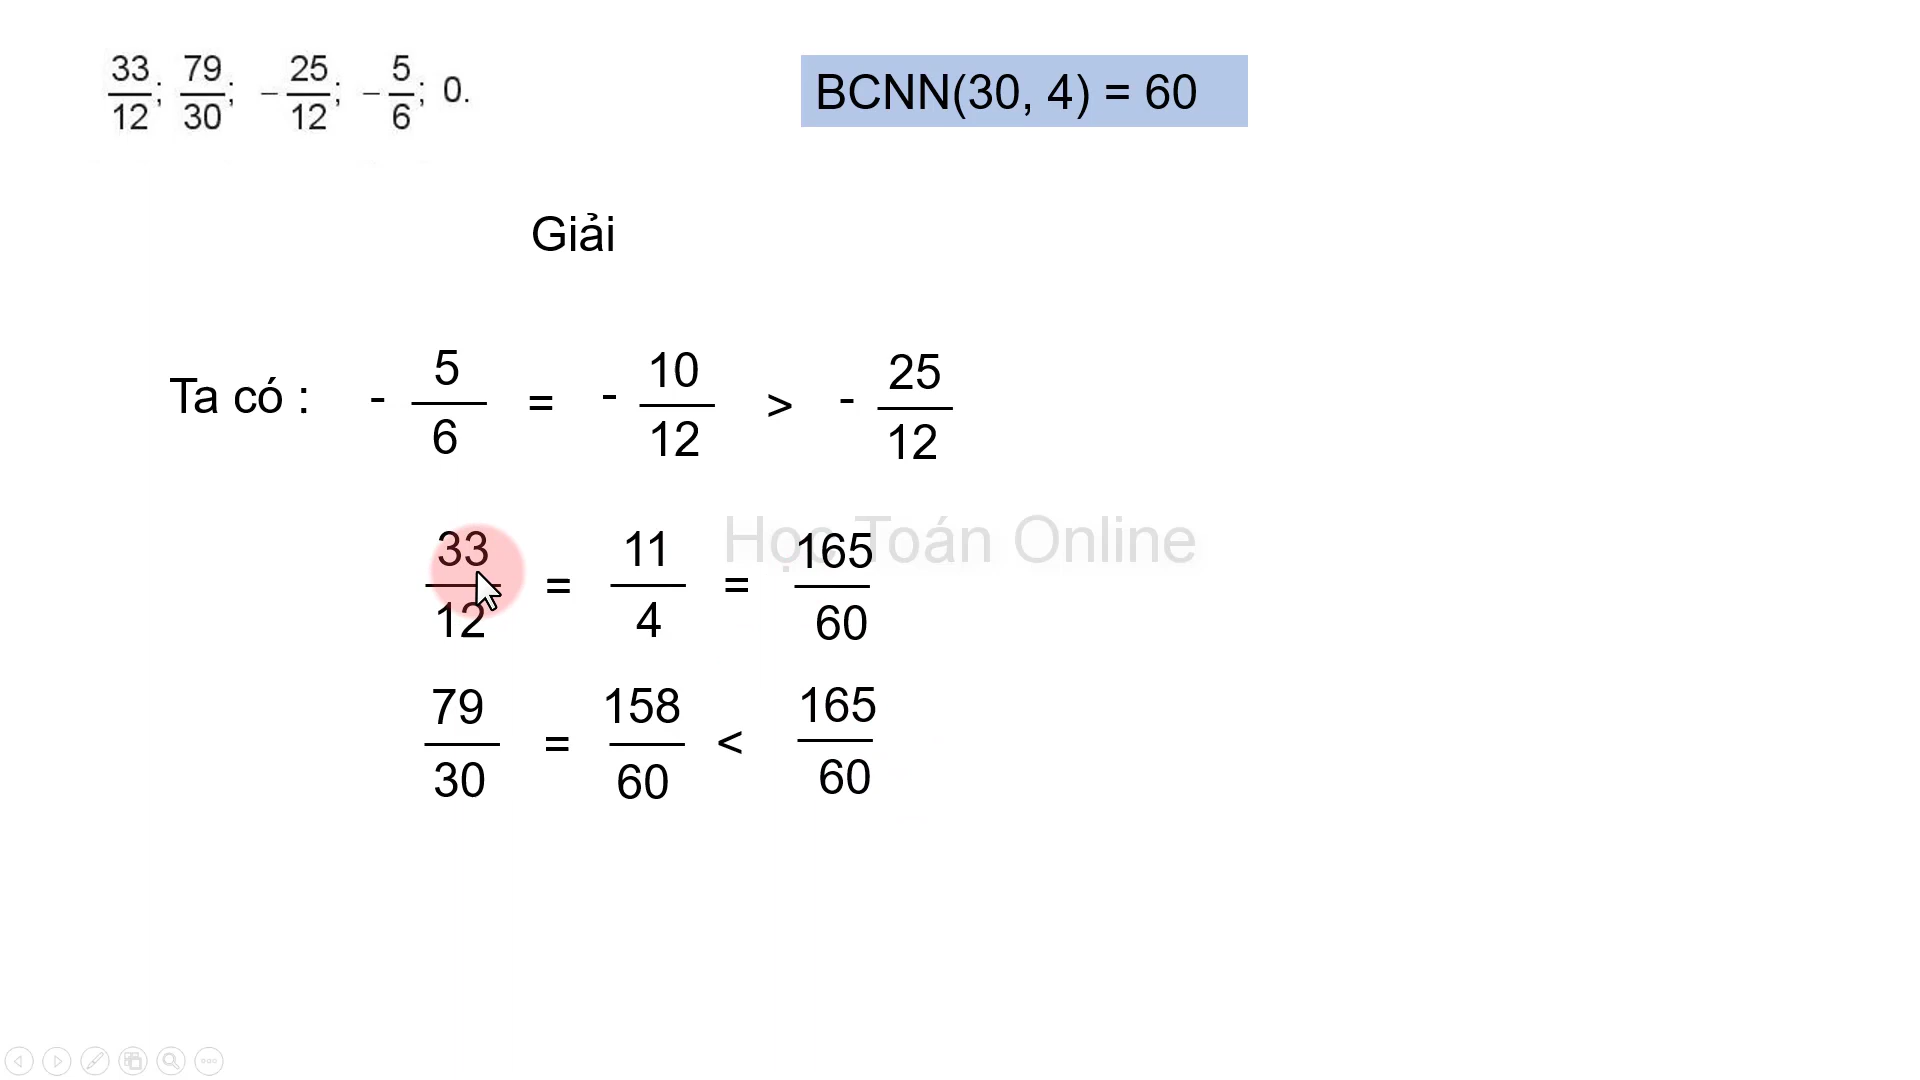 33/12; 79/30; −25/12; −5/6; 0.
BCNN(30, 4) = 60
Giải
Ta có : - 5/6 = - 10/12 > - 25/12
Học Toán Online
33/12 = 11/4 = 165/60
79/30 = 158/60 < 165/60